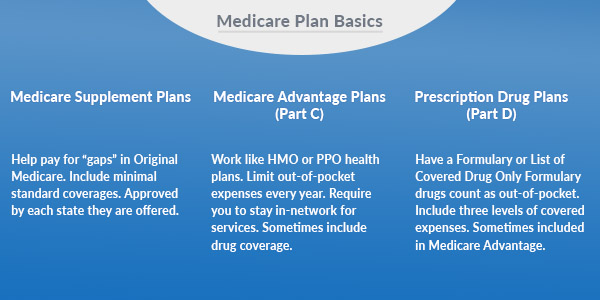 Medicare Plan Basics
Medicare Supplement Plans
Help pay for “gaps” in Original
Medicare. Include minimal
standard coverages. Approved
by each state they are offered.
Medicare Advantage Plans
(Part C)
Work like HMO or PPO health
plans. Limit out-of-pocket
expenses every year. Require
you to stay in-network for
services. Sometimes include
drug coverage.
Prescription Drug Plans
(Part D)
Have a Formulary or List of
Covered Drug Only Formulary
drugs count as out-of-pocket.
Include three levels of covered
expenses. Sometimes included
in Medicare Advantage.